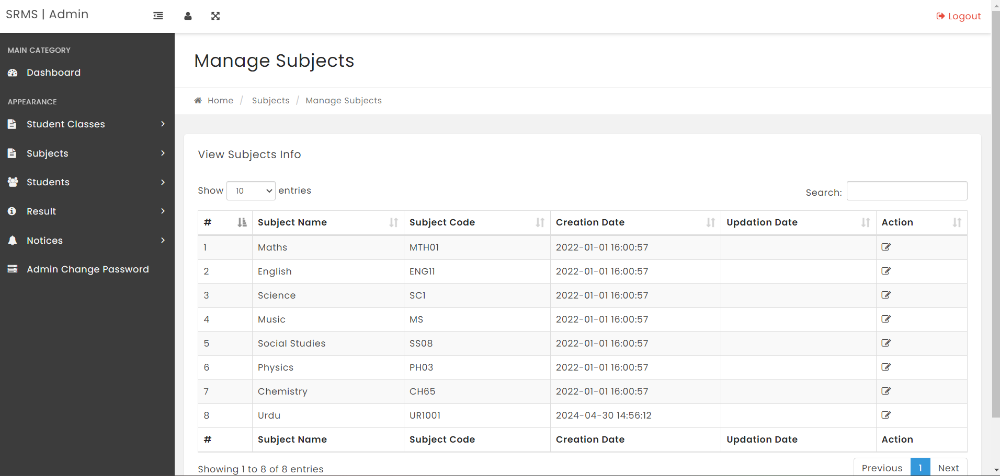 SRMS | Admin
Logout
MAIN CATEGORY
Dashboard
APPEARANCE
Student Classes
Subjects
Students
Result
Notices
Admin Change Password
Manage Subjects
Home / Subjects / Manage Subjects
View Subjects Info
Show 10 entries
Search:
# Subject Name Subject Code Creation Date Updation Date Action
1 Maths MTH01 2022-01-01 16:00:57
2 English ENG11 2022-01-01 16:00:57
3 Science SC1 2022-01-01 16:00:57
4 Music MS 2022-01-01 16:00:57
5 Social Studies SS08 2022-01-01 16:00:57
6 Physics PH03 2022-01-01 16:00:57
7 Chemistry CH65 2022-01-01 16:00:57
8 Urdu UR1001 2024-04-30 14:56:12
# Subject Name Subject Code Creation Date Updation Date Action
Showing 1 to 8 of 8 entries
Previous 1 Next